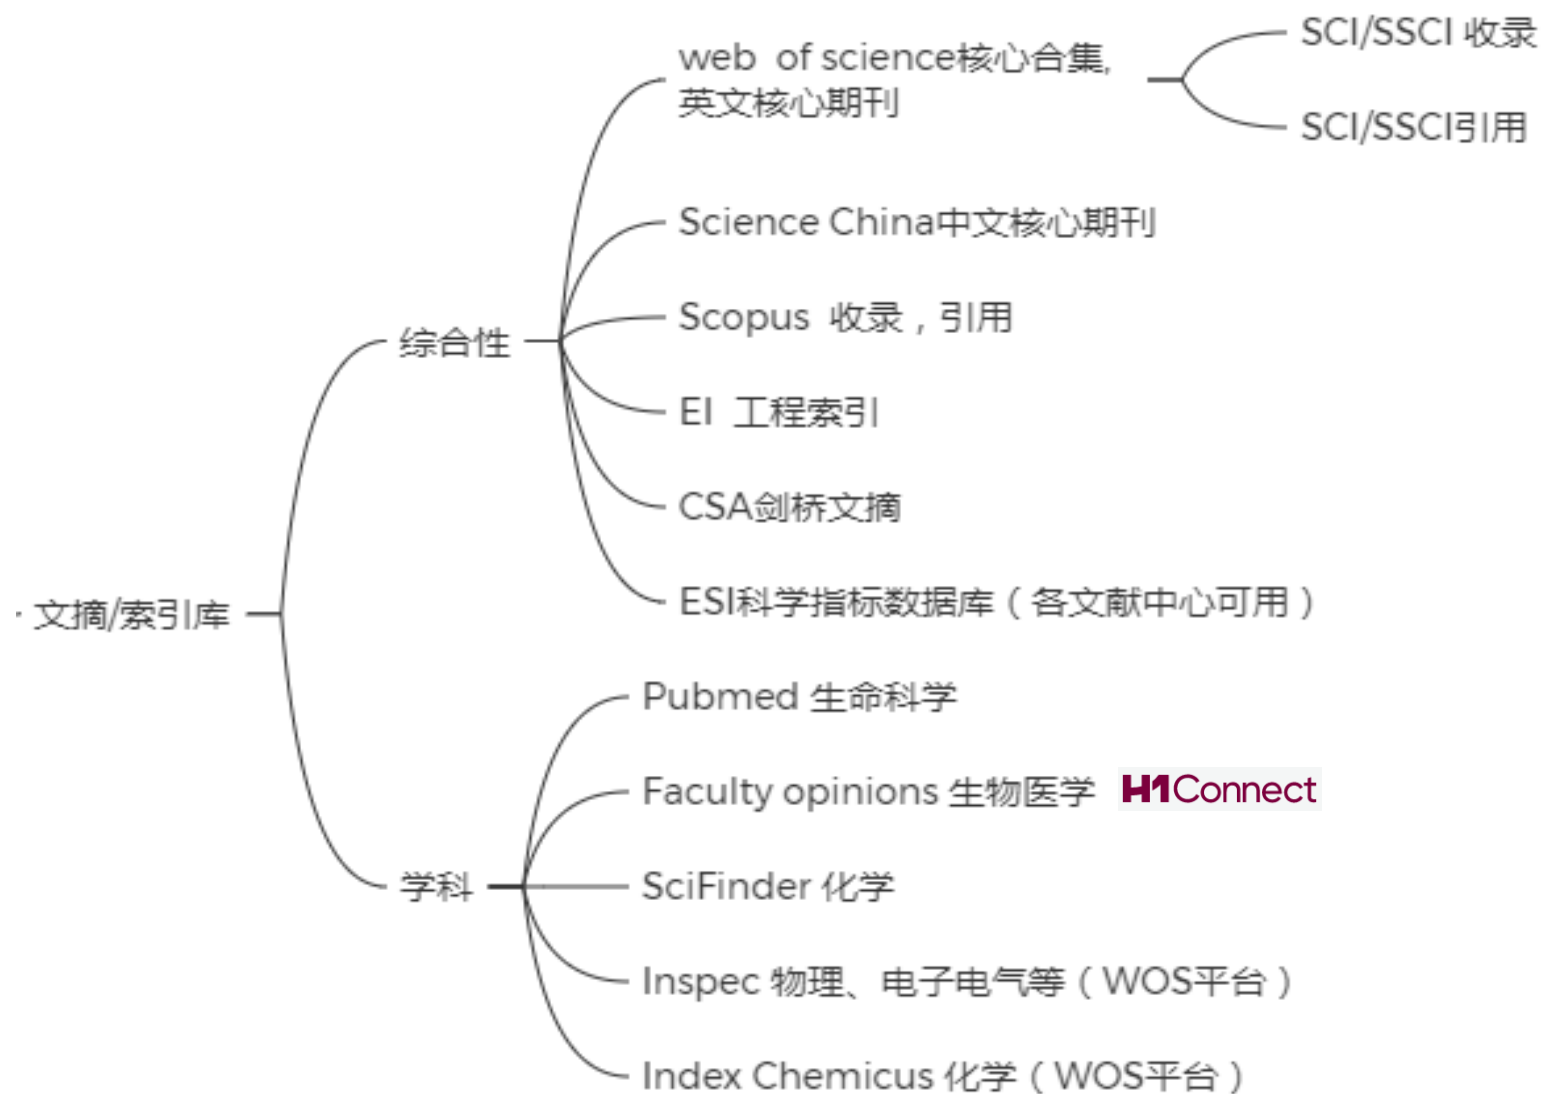 web of science核心合集,
英文核心期刊
SCI/SSCI 收录
SCI/SSCI引用
Science China中文核心期刊
Scopus 收录，引用
综合性
EI 工程索引
CSA剑桥文摘
ESI科学指标数据库（各文献中心可用）
文摘/索引库
Pubmed 生命科学
Faculty opinions 生物医学 H1Connect
学科
SciFinder 化学
Inspec 物理、电子电气等（WOS平台）
Index Chemicus 化学（WOS平台）